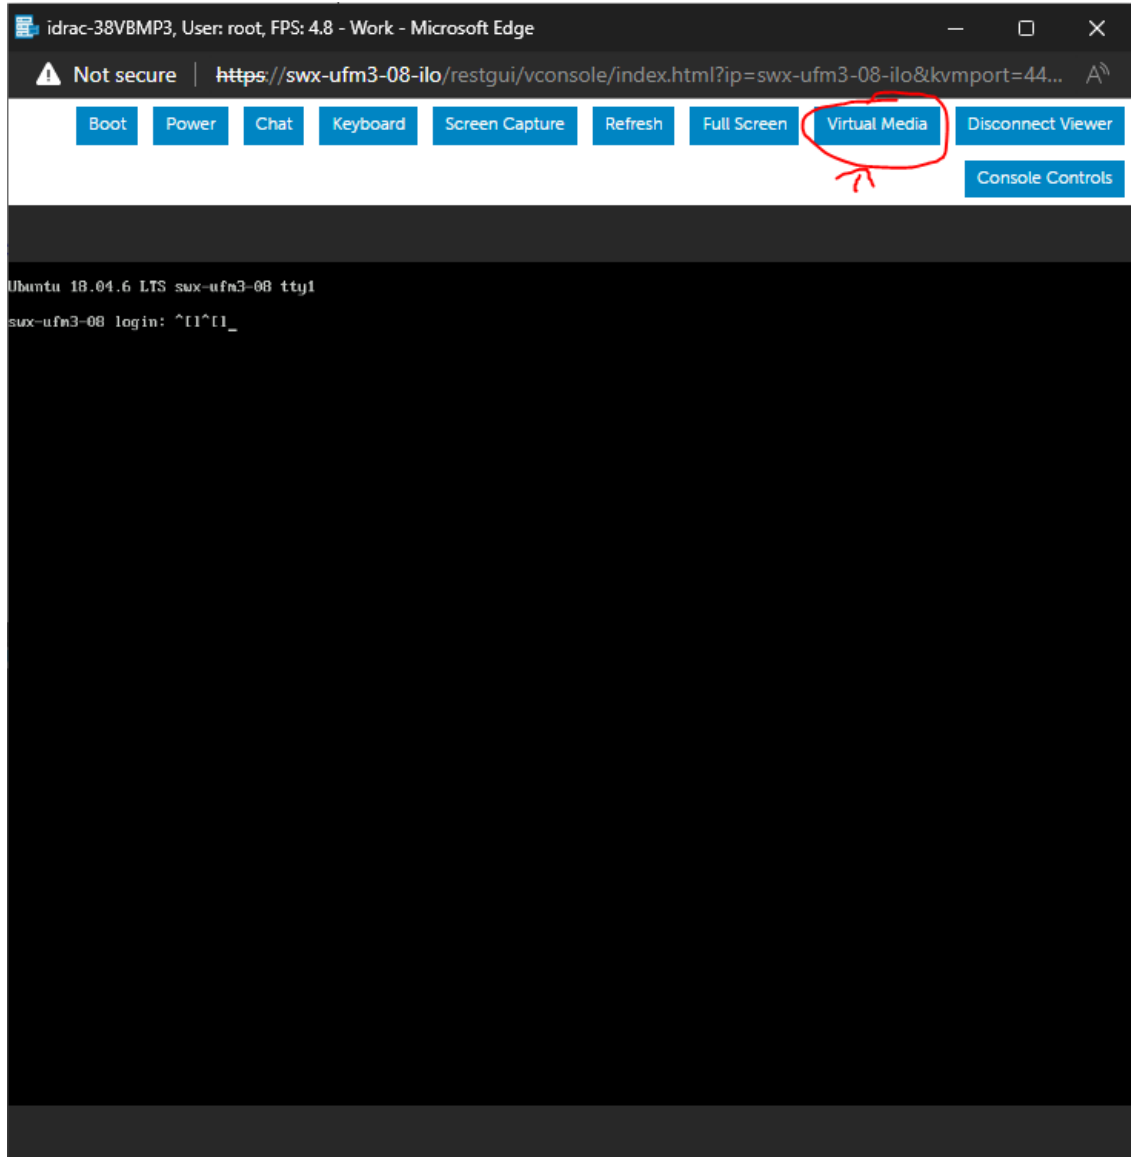 idrac-38VBMP3, User: root, FPS: 4.8 - Work - Microsoft Edge
Not secure | https://swx-ufm3-08-ilo/restgui/vconsole/index.html?ip=swx-ufm3-08-ilo&kvmport=44...
Boot Power Chat Keyboard Screen Capture Refresh Full Screen Virtual Media Disconnect Viewer
Console Controls
Ubuntu 18.04.6 LTS swx-ufm3-08 tty1
swx-ufm3-08 login: ^[l^[l_